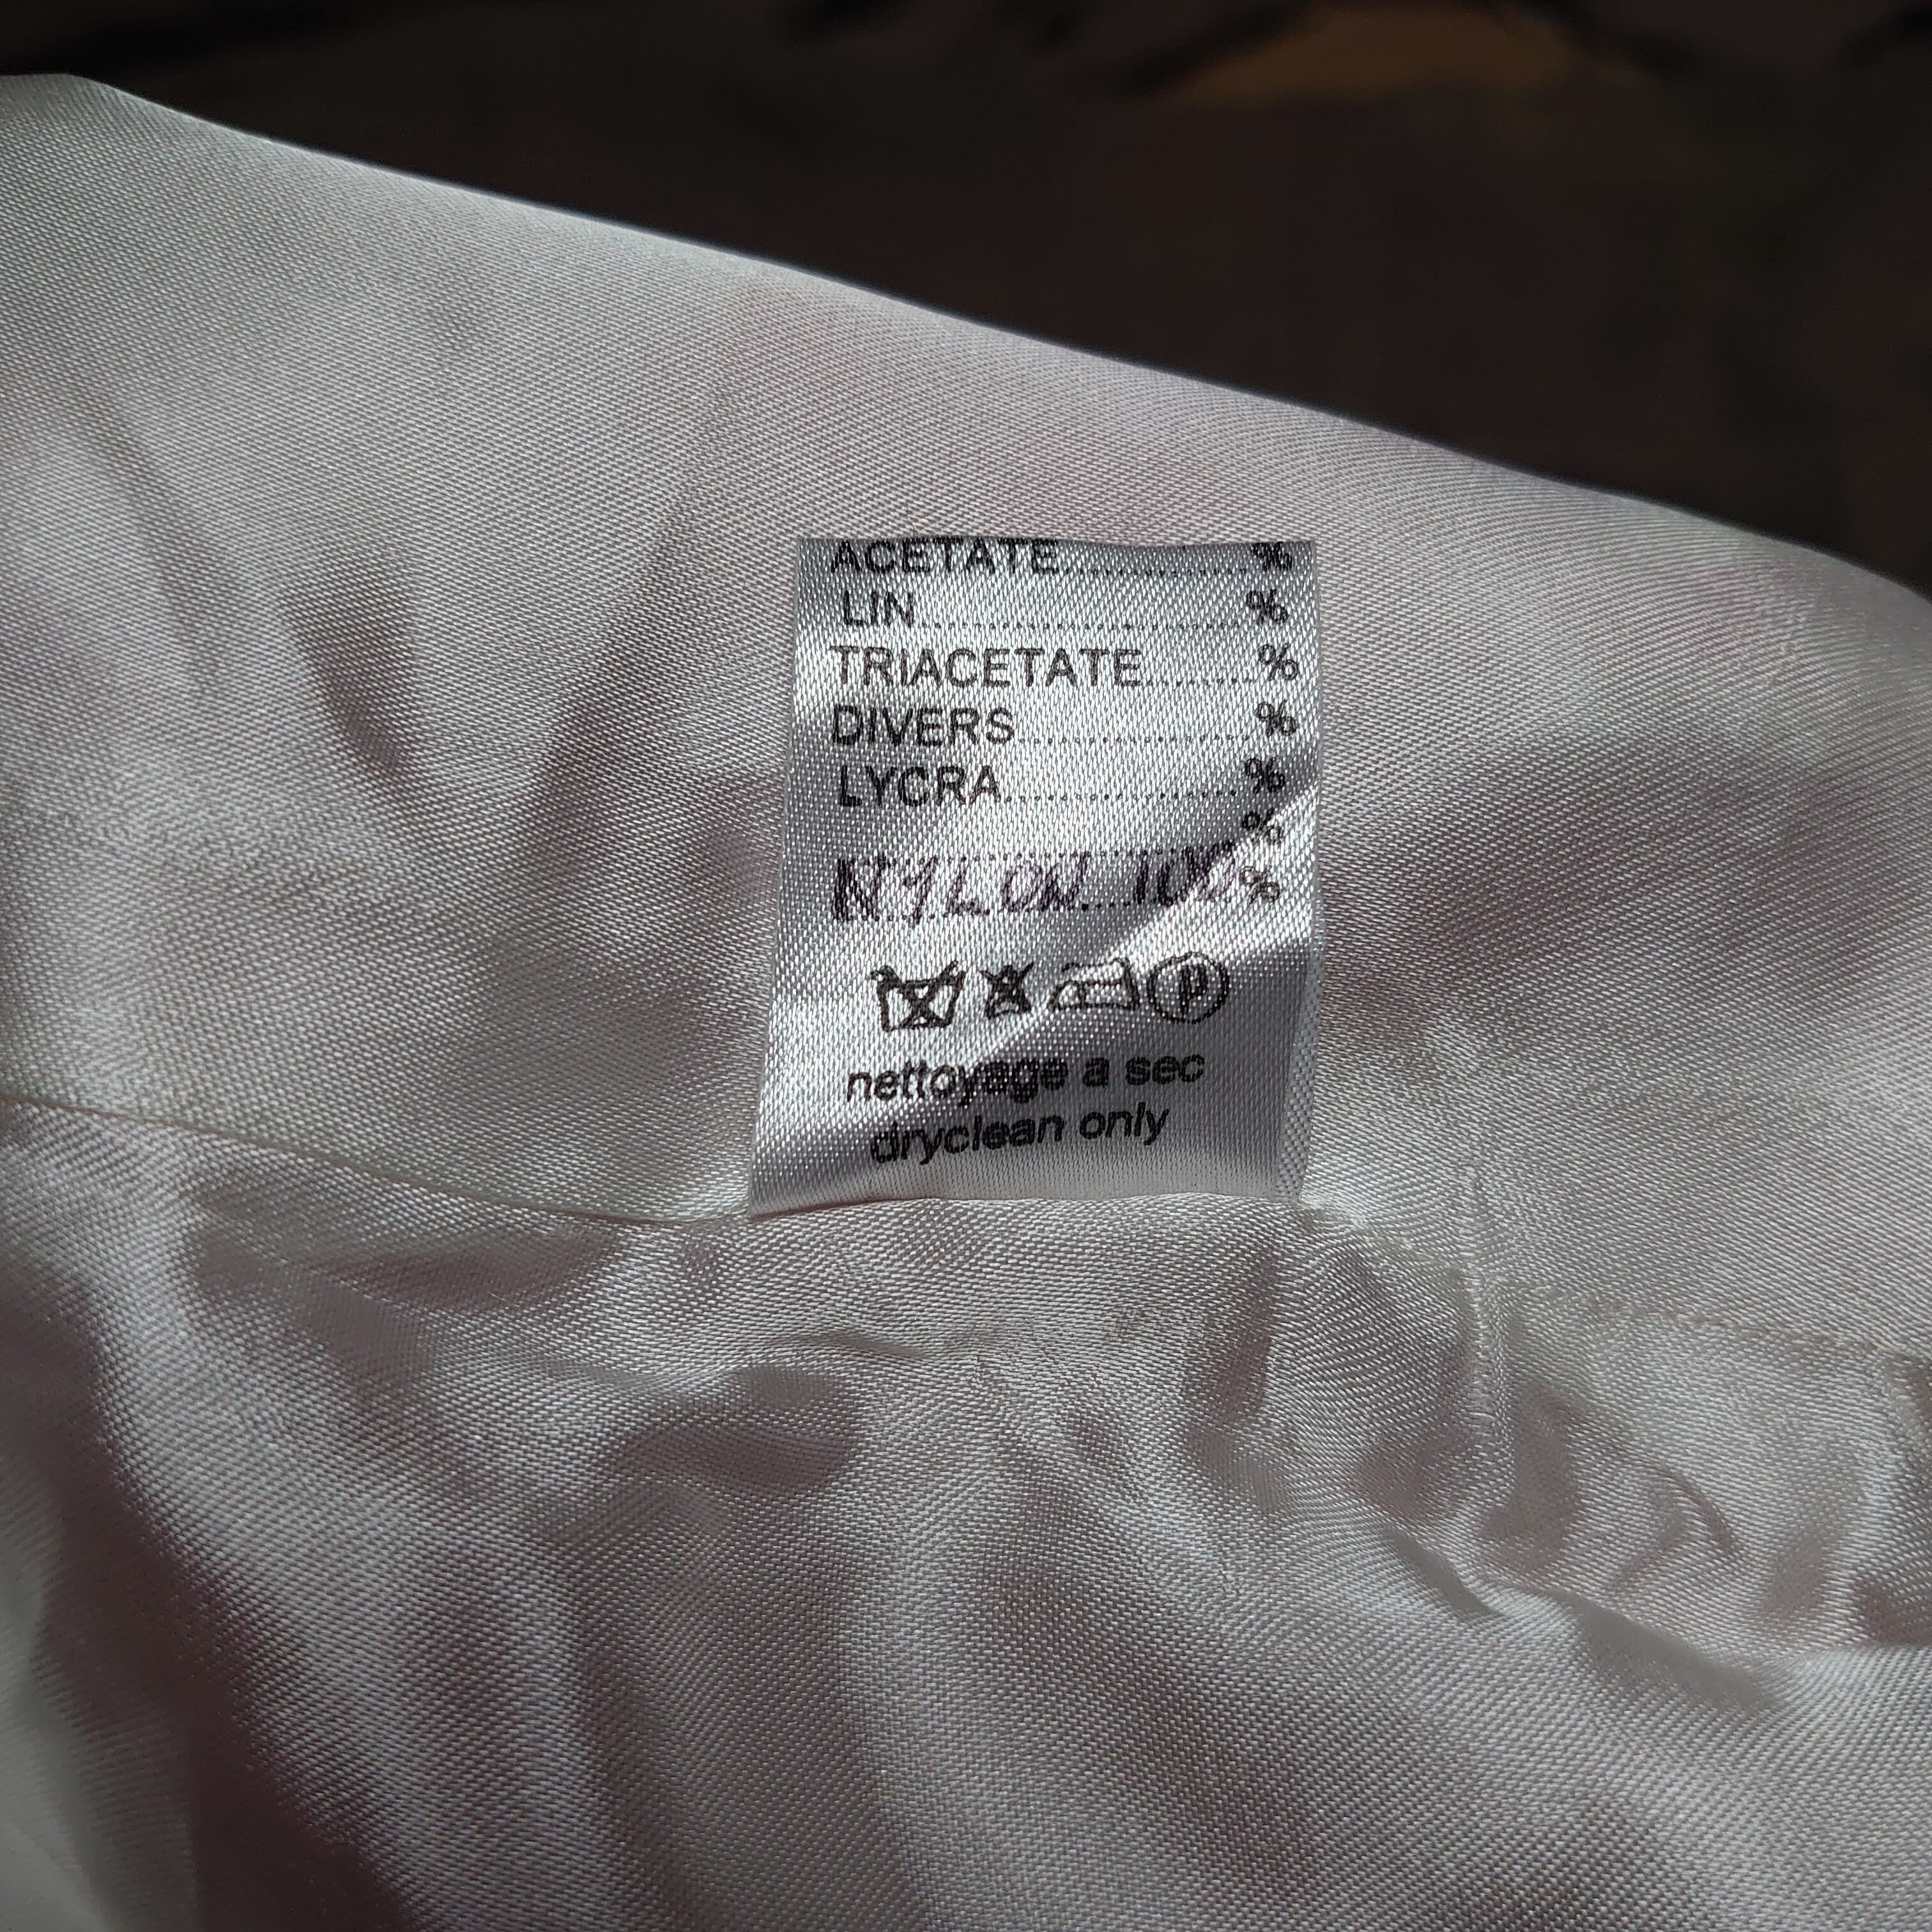 ACETATE..................%
LIN..............................%
TRIACETATE...........%
DIVERS.....................%
LYCRA.......................%
%
NYLON 100%
P
nettoyage a sec
dryclean only